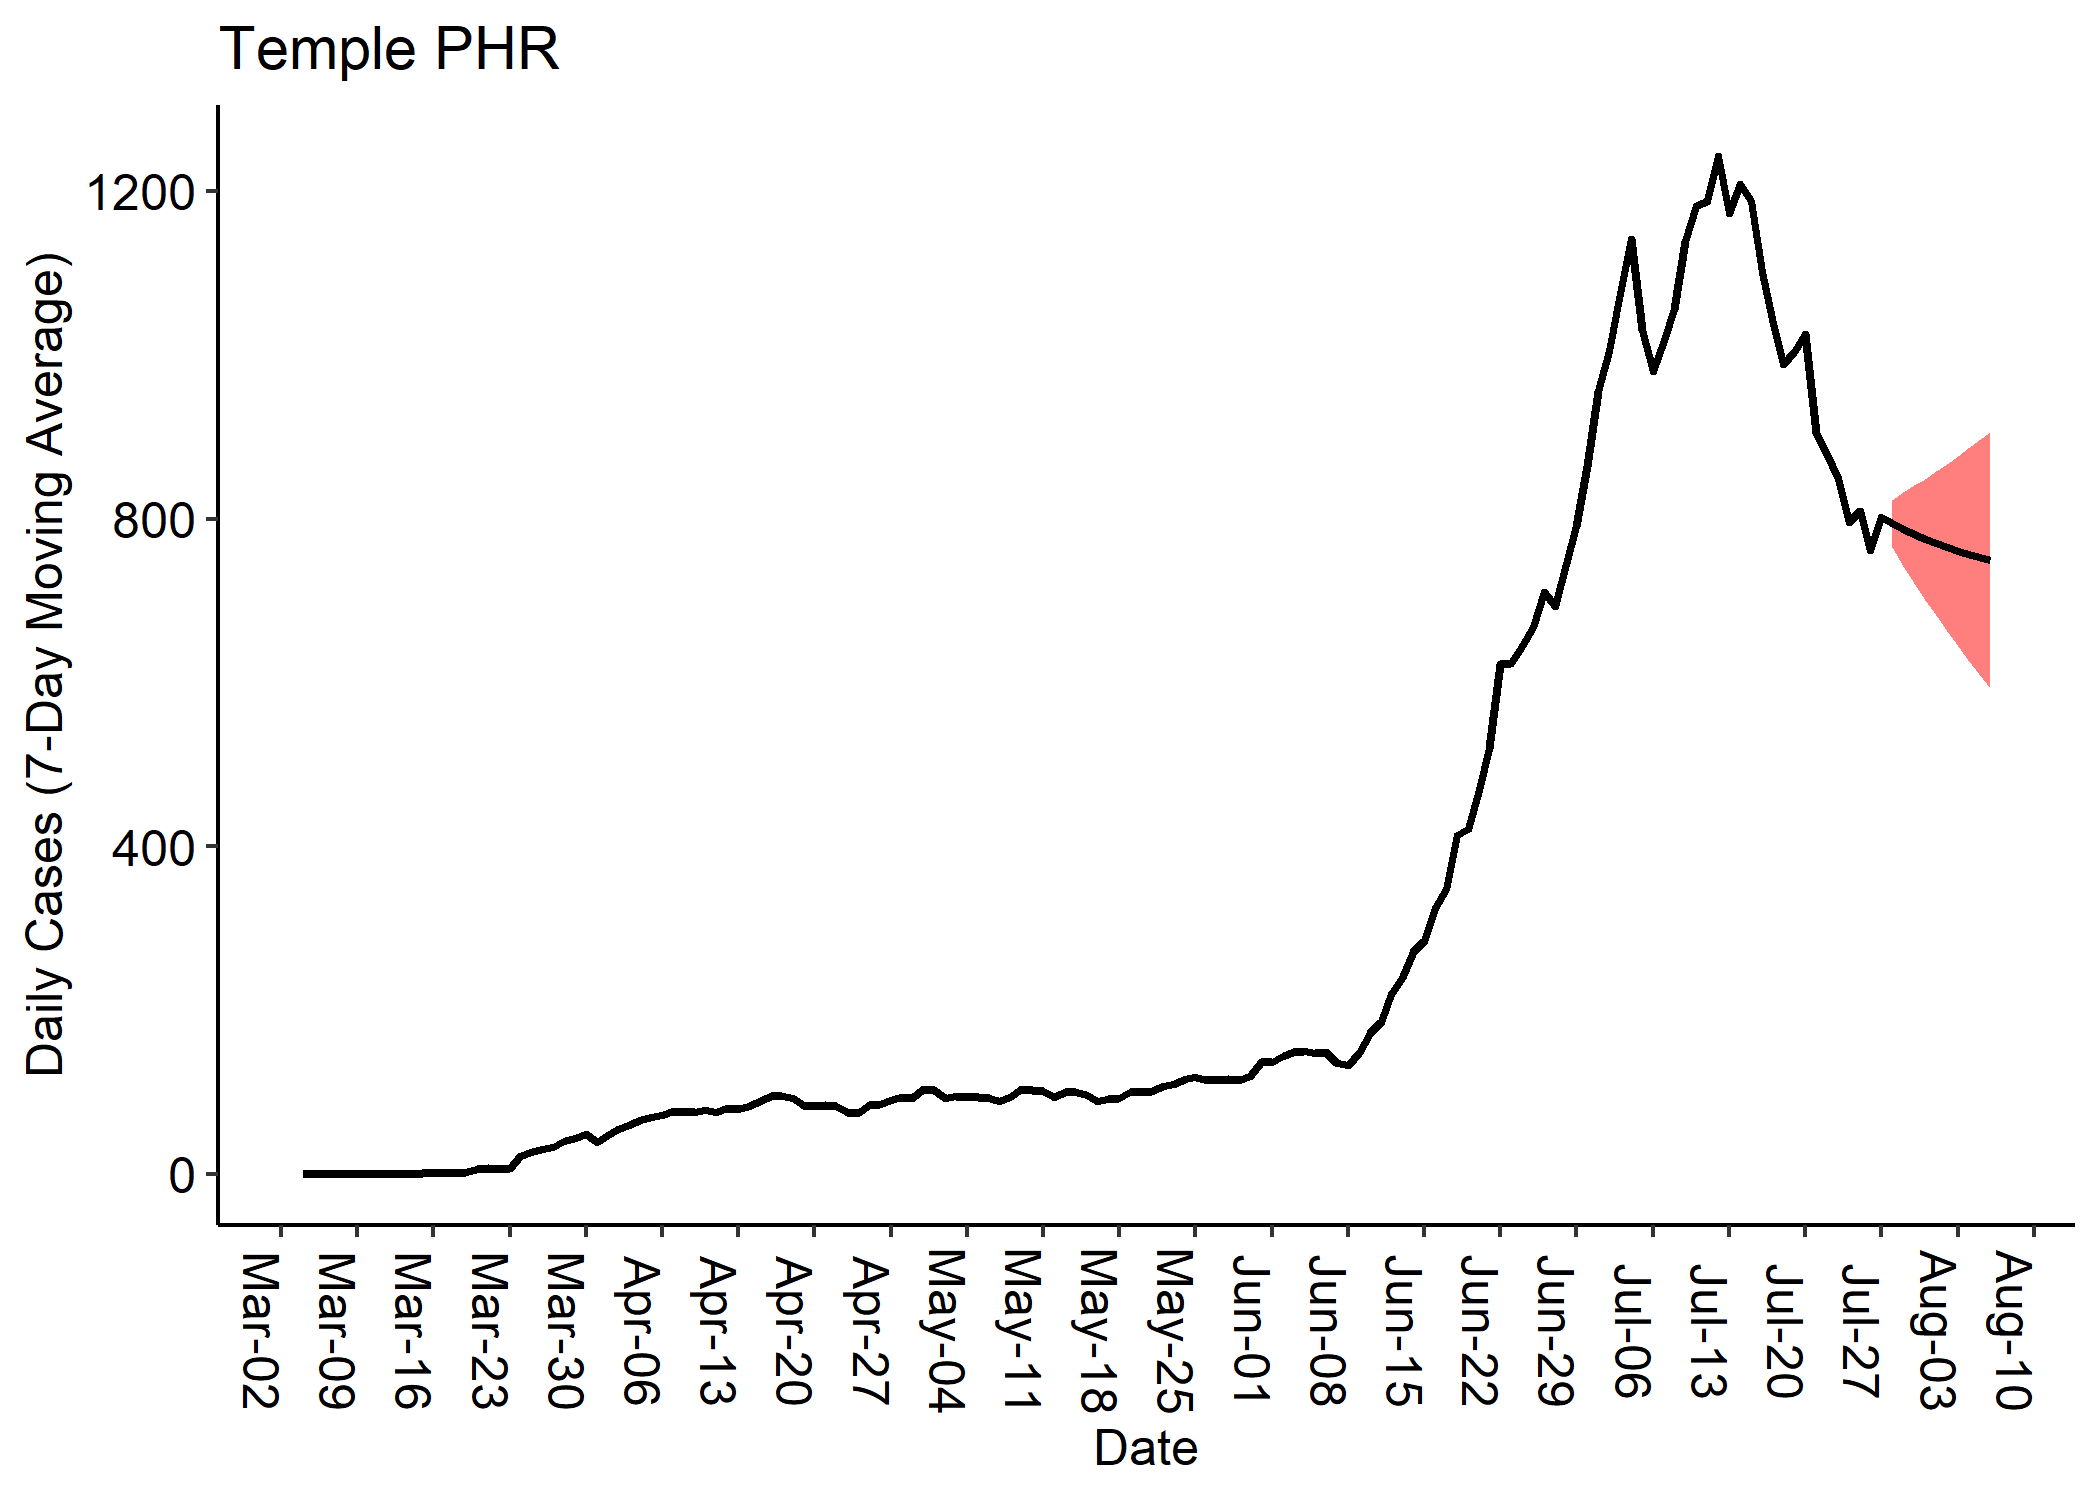 Temple PHR
Daily Cases (7-Day Moving Average)
1200
800
400
0
Mar-02
Mar-09
Mar-16
Mar-23
Mar-30
Apr-06
Apr-13
Apr-20
Apr-27
May-04
May-11
May-18
May-25
Jun-01
Jun-08
Jun-15
Jun-22
Jun-29
Jul-06
Jul-13
Jul-20
Jul-27
Aug-03
Aug-10
Date